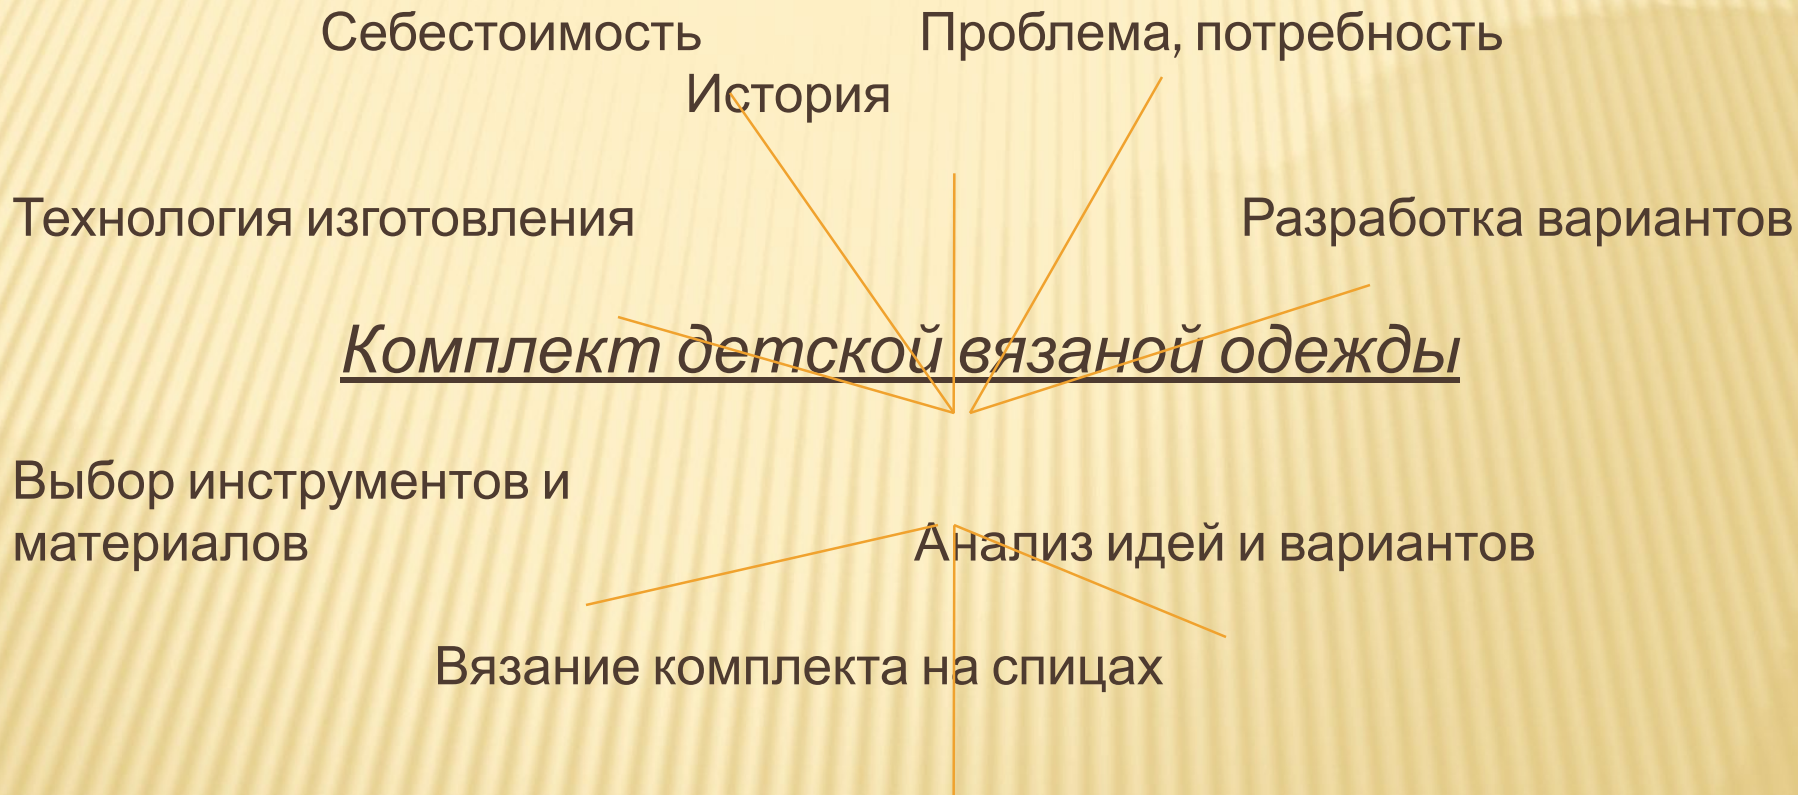 Себестоимость Проблема, потребность
История
Технология изготовления Разработка вариантов
Комплект детской вязаной одежды
Выбор инструментов и
материалов Анализ идей и вариантов
Вязание комплекта на спицах